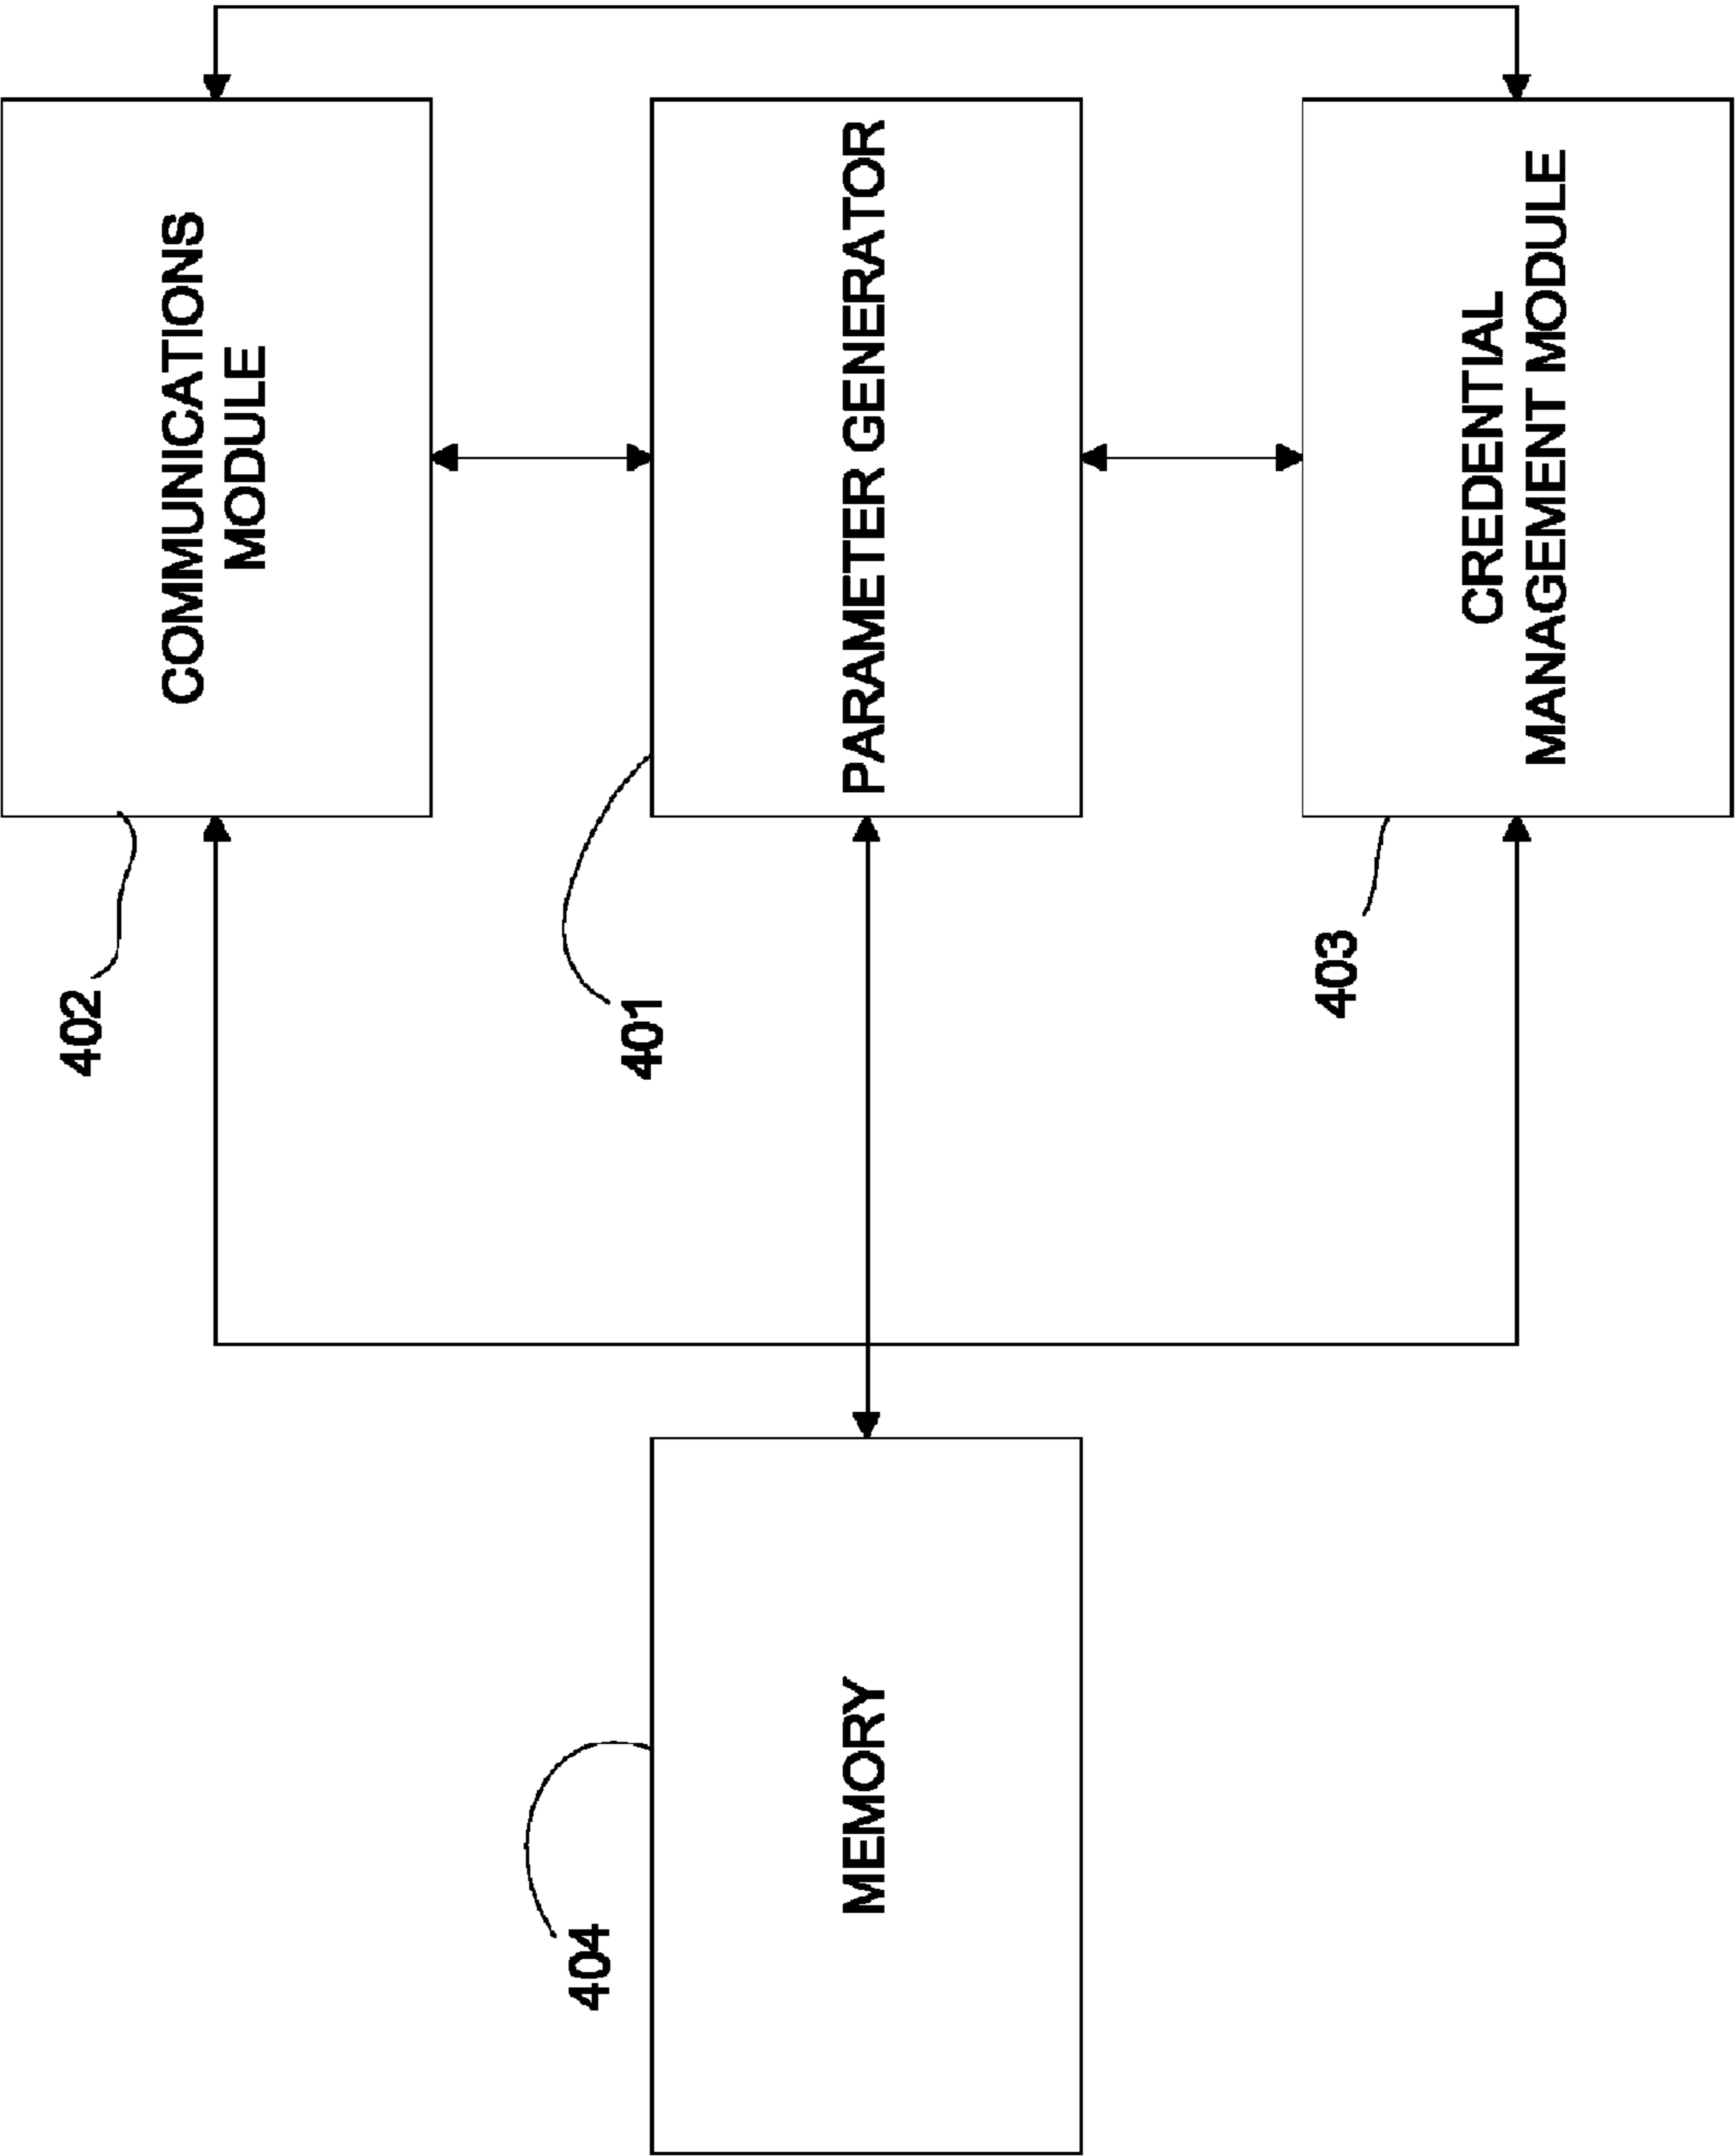 402
COMMUNICATIONS
MODULE
404
401
MEMORY
PARAMETER GENERATOR
403
CREDENTIAL
MANAGEMENT MODULE